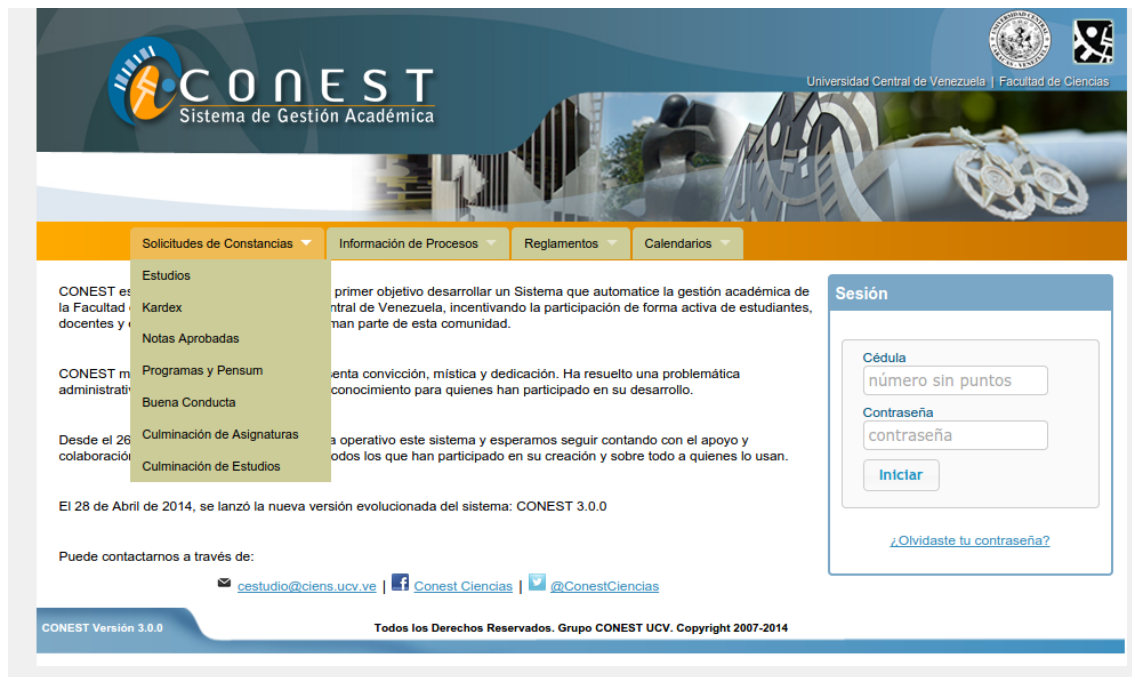 CONEST
Sistema de Gestión Académica
Universidad Central de Venezuela | Facultad de Ciencias
Solicitudes de Constancias
Información de Procesos
Reglamentos
Calendarios
Estudios
Kardex
Notas Aprobadas
Programas y Pensum
Buena Conducta
Culminación de Asignaturas
Culminación de Estudios
CONEST es primer objetivo desarrollar un Sistema que automatice la gestión académica de
la Facultad ntral de Venezuela, incentivando la participación de forma activa de estudiantes,
docentes y man parte de esta comunidad.
CONEST m enta convicción, mística y dedicación. Ha resuelto una problemática
administrativ conocimiento para quienes han participado en su desarrollo.
Desde el 26 operativo este sistema y esperamos seguir contando con el apoyo y
colaboración odos los que han participado en su creación y sobre todo a quienes lo usan.
El 28 de Abril de 2014, se lanzó la nueva versión evolucionada del sistema: CONEST 3.0.0
Puede contactarnos a través de:
cestudio@ciens.ucv.ve | Conest Ciencias | @ConestCiencias
Sesión
Cédula
número sin puntos
Contraseña
contraseña
Iniciar
¿Olvidaste tu contraseña?
CONEST Versión 3.0.0
Todos los Derechos Reservados. Grupo CONEST UCV. Copyright 2007-2014